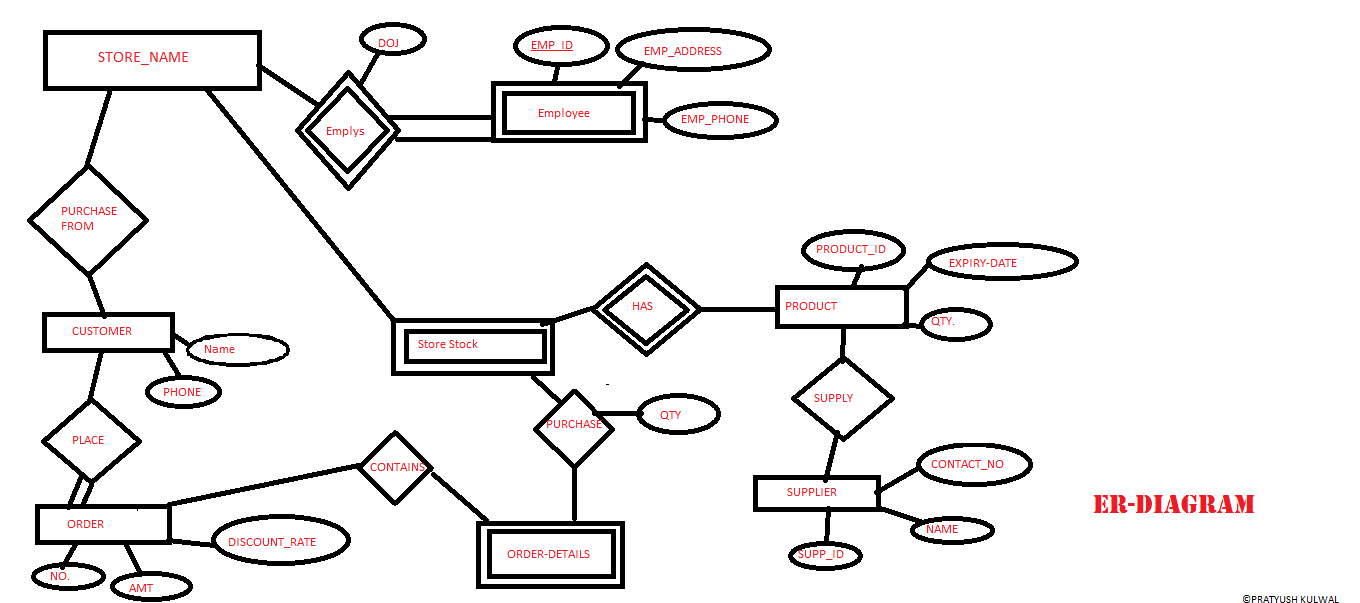 STORE_NAME
DOJ
EMP_ID
EMP_ADDRESS
Employee
EMP_PHONE
Emplys
PURCHASE
FROM
PRODUCT_ID
EXPIRY-DATE
HAS
PRODUCT
QTY.
CUSTOMER
Name
Store Stock
PHONE
SUPPLY
QTY
PURCHASE
PLACE
CONTAINS
CONTACT_NO
SUPPLIER
ER-DIAGRAM
ORDER
NAME
DISCOUNT_RATE
ORDER-DETAILS
SUPP_ID
NO.
AMT
©PRATYUSH KULWAL